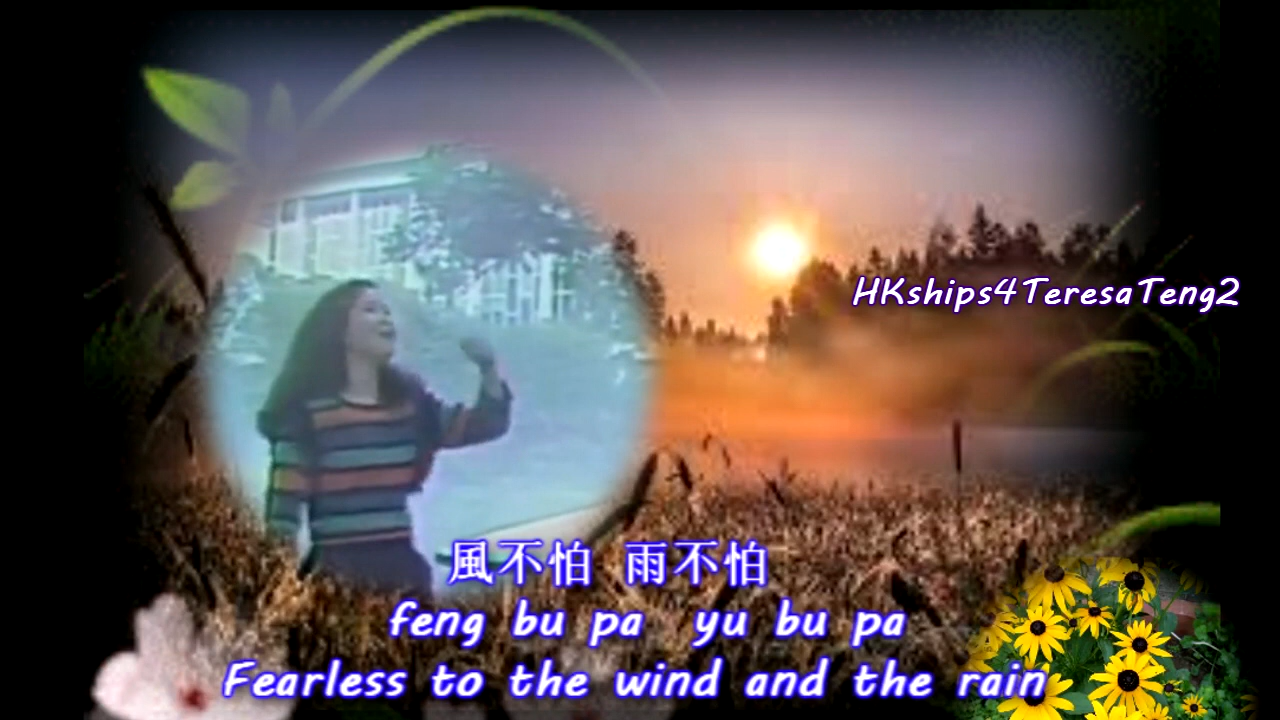 HKships4TeresaTeng2
風不怕 雨不怕
feng bu pa yu bu pa
Fearless to the wind and the rain